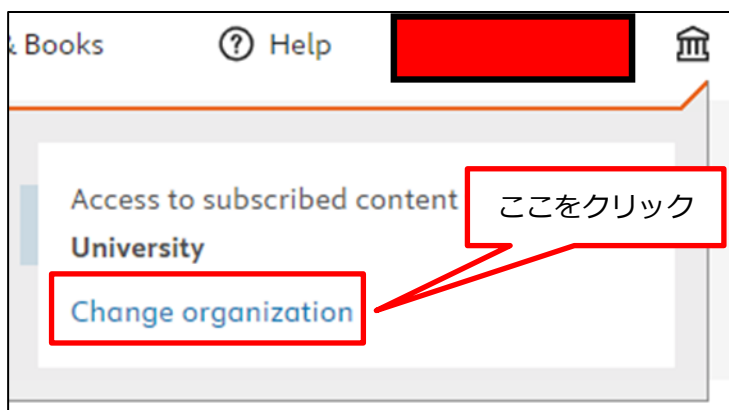 & Books
Help
Access to subscribed content
University
ここをクリック
Change organization